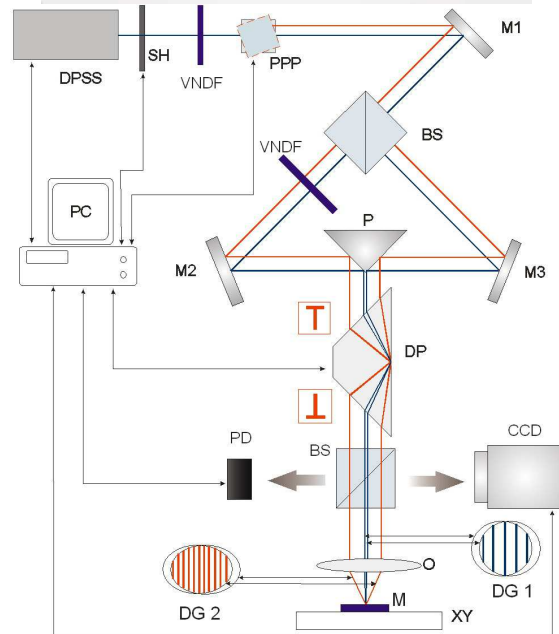 DPSS
SH
VNDF
PPP
M1
BS
VNDF
PC
P
M2
M3
T
DP
T
PD
BS
CCD
O
DG 1
DG 2
M
XY